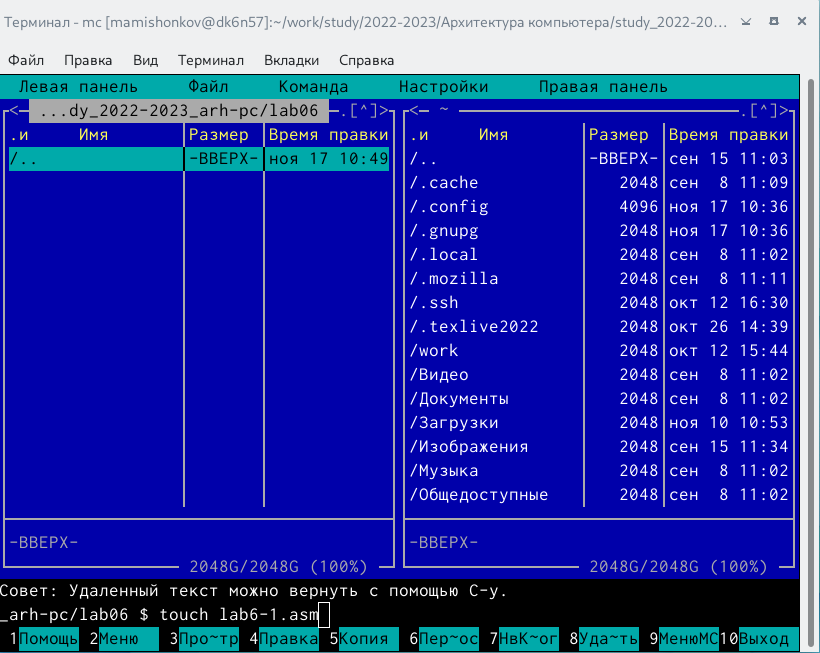 Терминал - mc [mamishonkov@dk6n57]:~/work/study/2022-2023/Архитектура компьютера/study_2022-20...
Файл Правка Вид Терминал Вкладки Справка
Левая панель Файл Команда Настройки Правая панель
<— ...dy_2022-2023_arh-pc/lab06 —.[^]> <— ~ —.[^]>
.и Имя Размер Время правки .и Имя Размер Время правки
/.. -ВВЕРХ- ноя 17 10:49 /.. -ВВЕРХ- сен 15 11:03
/.cache 2048 сен 8 11:09
/.config 4096 ноя 17 10:36
/.gnupg 2048 ноя 17 10:36
/.local 2048 сен 8 11:02
/.mozilla 2048 сен 8 11:11
/.ssh 2048 окт 12 16:30
/.texlive2022 2048 окт 26 14:39
/work 2048 окт 12 15:44
/Видео 2048 сен 8 11:02
/Документы 2048 сен 8 11:02
/Загрузки 2048 ноя 10 10:53
/Изображения 2048 сен 15 11:34
/Музыка 2048 сен 8 11:02
/Общедоступные 2048 сен 8 11:02
-ВВЕРХ- -ВВЕРХ-
2048G/2048G (100%) 2048G/2048G (100%)
Совет: Удаленный текст можно вернуть с помощью C-y.
_arh-pc/lab06 $ touch lab6-1.asm
1Помощь 2Меню 3Про~тр 4Правка 5Копия 6Пер~ос 7НвК~ог 8Уда~ть 9МенюMC 10Выход